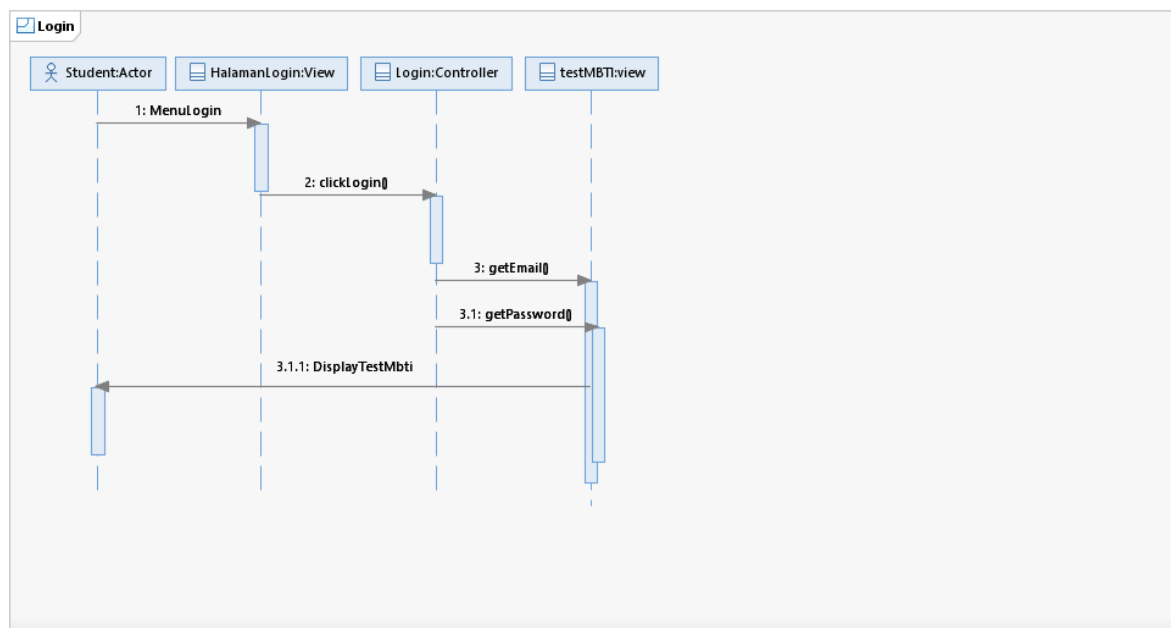 Login
Student:Actor
HalamanLogin:View
Login:Controller
testMBTI:view
1: MenuLogin
2: clickLogin()
3: getEmail()
3.1: getPassword()
3.1.1: DisplayTestMbti